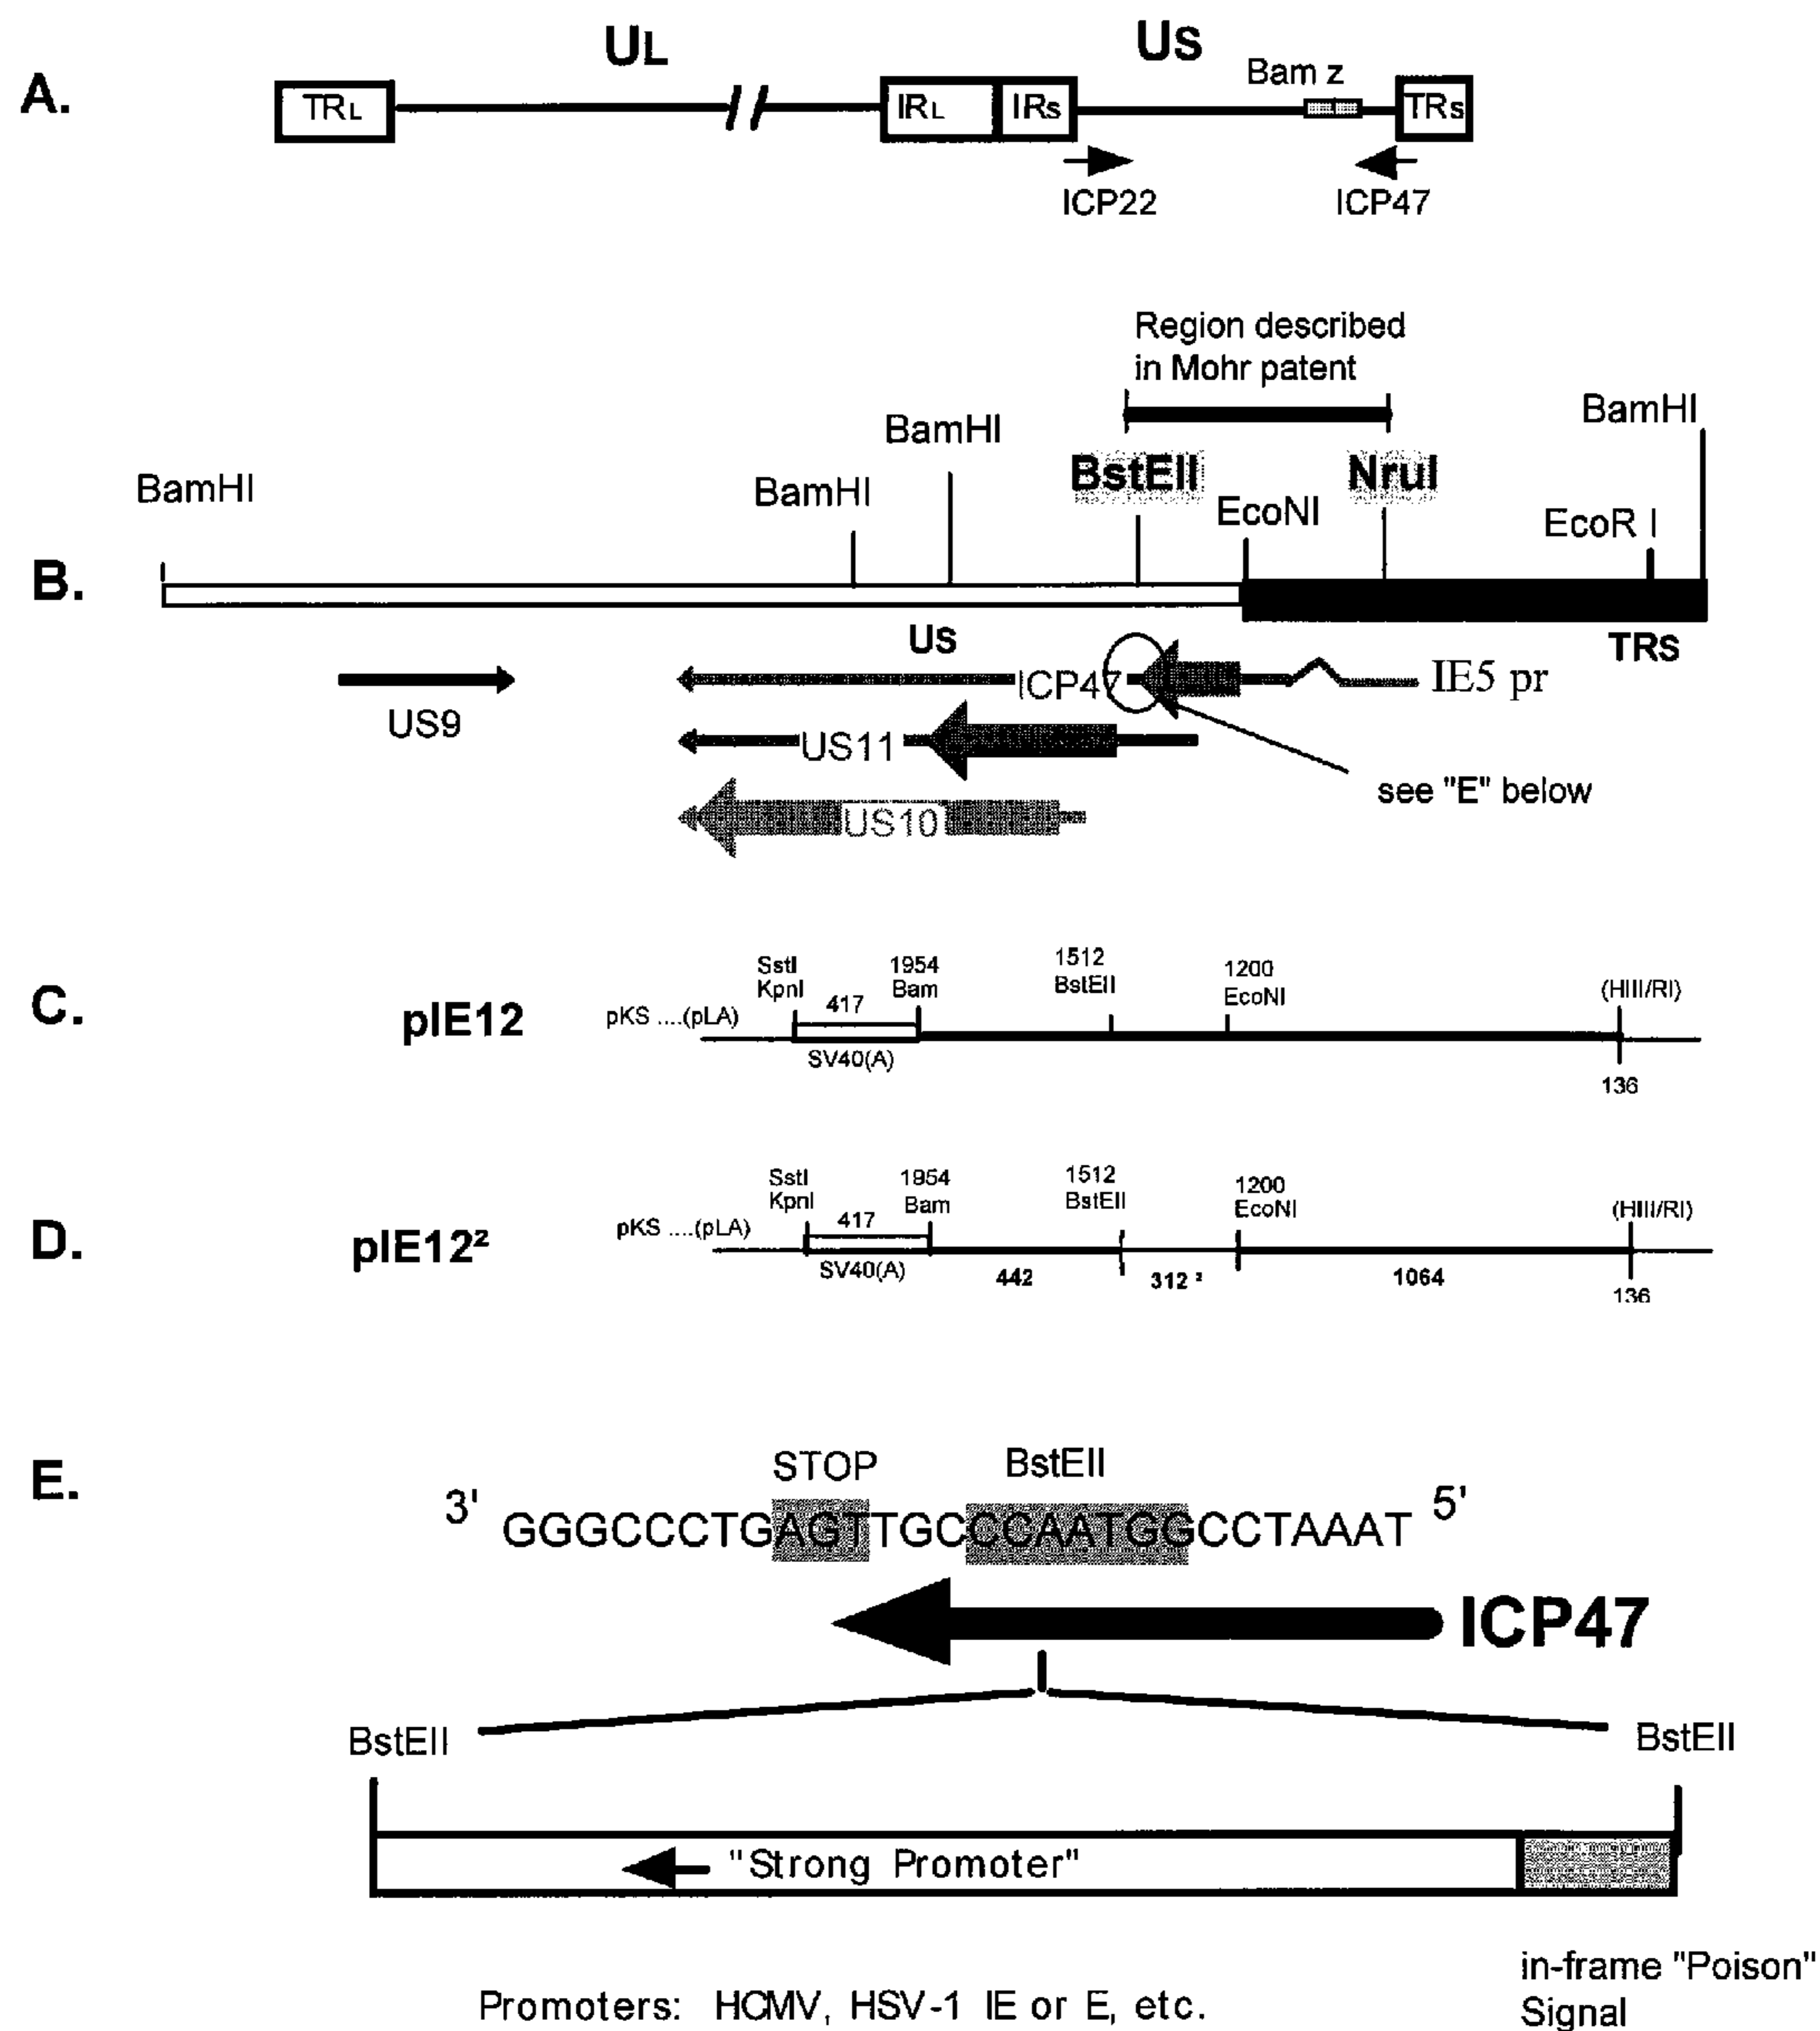 A.
UL
US
Bam z
TRL
IRL
IRS
TRS
ICP22
ICP47
Region described
in Mohr patent
BamHI
BamHI
BamHI
BamHI
BstEII
NruI
EcoNI
EcoR I
B.
US
TRS
ICP47
IE5 pr
US9
US11
see "E" below
US10
C.
pIE12
pKS ....(pLA)
SstI
KpnI
417
1954
Bam
1512
BstEII
1200
EcoNI
(HIII/RI)
SV40(A)
136
D.
pIE12²
pKS ....(pLA)
SstI
KpnI
417
1954
Bam
1512
BstEII
1200
EcoNI
(HIII/RI)
SV40(A)
442
312 ²
1064
136
E.
STOP
BstEII
3' GGGCCCTGAGTTGCCCAATGGCCTAAAT 5'
ICP47
BstEII
BstEII
"Strong Promoter"
in-frame "Poison"
Signal
Promoters: HCMV, HSV-1 IE or E, etc.